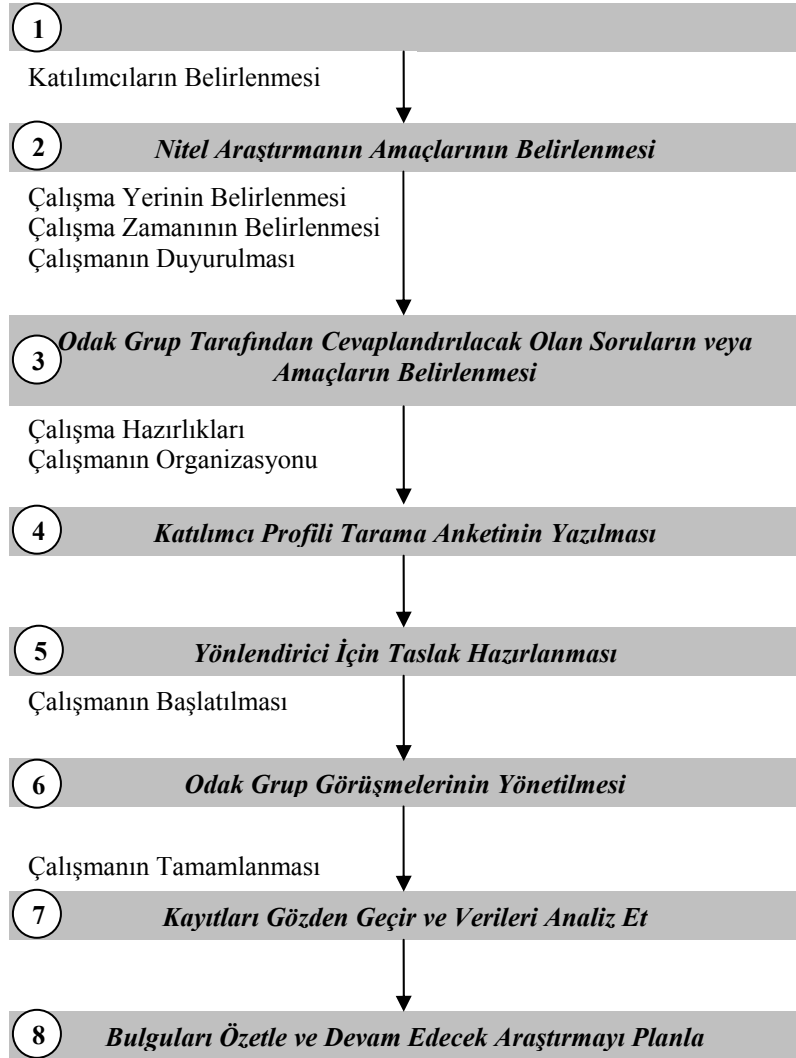 1
Katılımcıların Belirlenmesi
2 Nitel Araştırmanın Amaçlarının Belirlenmesi
Çalışma Yerinin Belirlenmesi
Çalışma Zamanının Belirlenmesi
Çalışmanın Duyurulması
3 Odak Grup Tarafından Cevaplandırılacak Olan Soruların veya
Amaçların Belirlenmesi
Çalışma Hazırlıkları
Çalışmanın Organizasyonu
4 Katılımcı Profili Tarama Anketinin Yazılması
5 Yönlendirici İçin Taslak Hazırlanması
Çalışmanın Başlatılması
6 Odak Grup Görüşmelerinin Yönetilmesi
Çalışmanın Tamamlanması
7 Kayıtları Gözden Geçir ve Verileri Analiz Et
8 Bulguları Özetle ve Devam Edecek Araştırmayı Planla